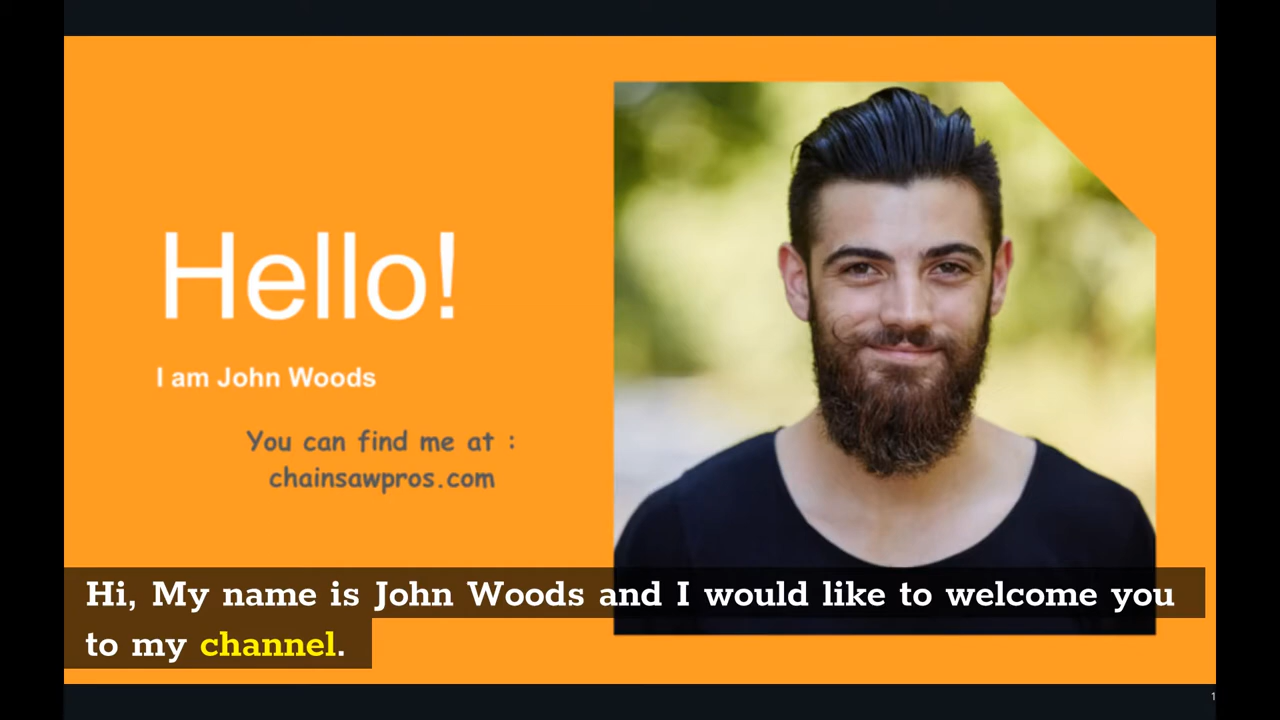 Hello!
I am John Woods
You can find me at :
chainsawpros.com
Hi, My name is John Woods and I would like to welcome you
to my channel.
1